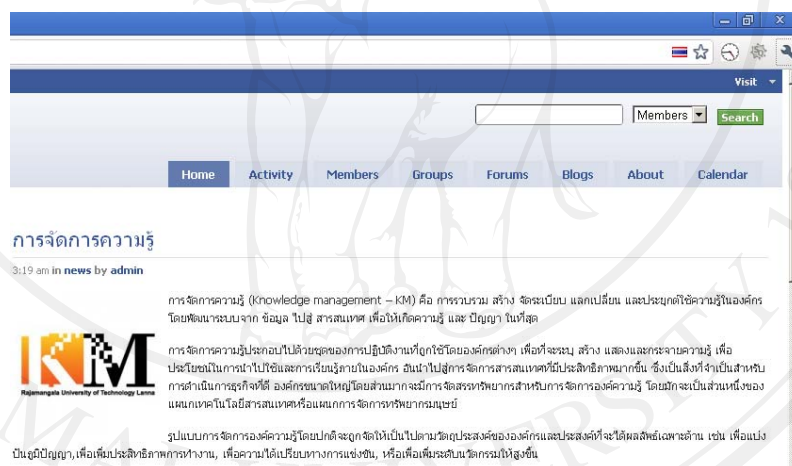 Visit
Members Search
Home Activity Members Groups Forums Blogs About Calendar
การจัดการความรู้
3:19 am in news by admin
การจัดการความรู้ (Knowledge management – KM) คือ การรวบรวม สร้าง จัดระเบียบ แลกเปลี่ยน และประยุกต์ใช้ความรู้ในองค์กร
โดยพัฒนาระบบจาก ข้อมูล ไปสู่ สารสนเทศ เพื่อให้เกิดความรู้ และ ปัญญา ในที่สุด
KM
Rajamangala University of Technology Lanna
การจัดการความรู้ประกอบไปด้วยชุดของการปฏิบัติงานที่ถูกใช้โดยองค์กรต่างๆ เพื่อที่จะระบุ สร้าง แสดงและกระจายความรู้ เพื่อ
ประโยชน์ในการนำไปใช้และการเรียนรู้ภายในองค์กร อันนำไปสู่การจัดการสารสนเทศที่มีประสิทธิภาพมากขึ้น ซึ่งเป็นสิ่งที่จำเป็นสำหรับ
การดำเนินการธุรกิจที่ดี องค์กรขนาดใหญ่โดยส่วนมากจะมีการจัดสรรทรัพยากรสำหรับการจัดการองค์ความรู้ โดยมักจะเป็นส่วนหนึ่งของ
แผนกเทคโนโลยีสารสนเทศหรือแผนกการจัดการทรัพยากรมนุษย์
รูปแบบการจัดการองค์ความรู้โดยปกติจะถูกจัดให้เป็นไปตามวัตถุประสงค์ขององค์กรและประสงค์ที่จะได้ผลลัพธ์เฉพาะด้าน เช่น เพื่อแบ่ง
ปันภูมิปัญญา,เพื่อเพิ่มประสิทธิภาพการทำงาน, เพื่อความได้เปรียบทางการแข่งขัน, หรือเพื่อเพิ่มระดับนวัตกรรมให้สูงขึ้น